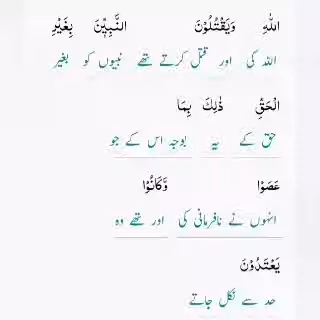 اللّٰهِ وَيَقْتُلُوْنَ النَّبِيّٖنَ بِغَيْرِ
اللہ کی اور قتل کرتے تھے نبیوں کو بغیر
الْحَقِّ ذٰلِكَ بِمَا
حق کے یہ بوجہ اس کے جو
عَصَوْا وَّكَانُوْا
انہوں نے نافرمانی کی اور تھے وہ
يَعْتَدُوْنَ
حد سے نکل جاتے